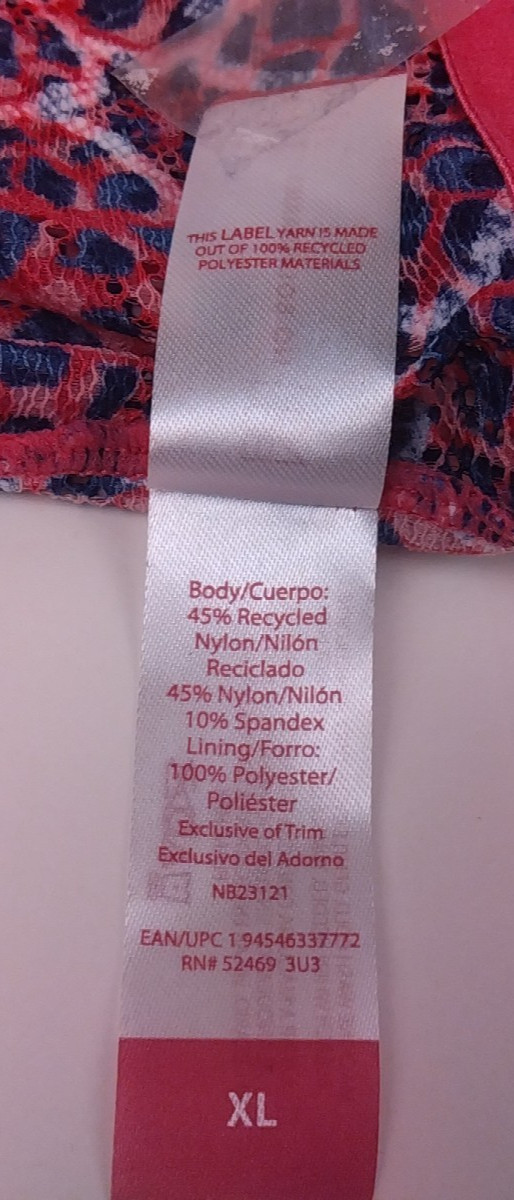 THIS LABEL YARN IS MADE
OUT OF 100% RECYCLED
POLYESTER MATERIALS
Body/Cuerpo:
45% Recycled
Nylon/Nilón
Reciclado
45% Nylon/Nilón
10% Spandex
Lining/Forro:
100% Polyester/
Poliéster
Exclusive of Trim
Exclusivo del Adorno
NB23121
EAN/UPC 1 94546337772
RN# 52469 3U3
XL